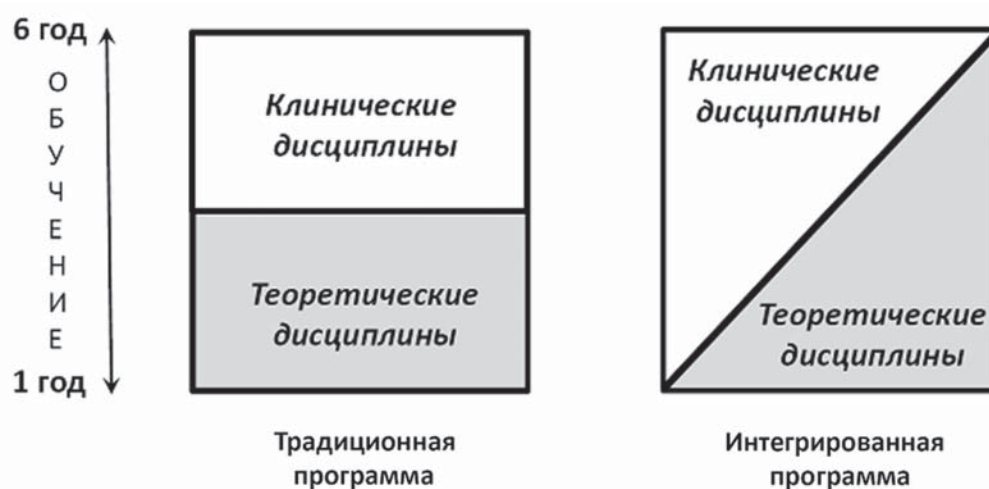 6 год
О
Б
У
Ч
Е
Н
И
Е
1 год
Клинические
дисциплины
Теоретические
дисциплины
Традиционная
программа
Клинические
дисциплины
Теоретические
дисциплины
Интегрированная
программа